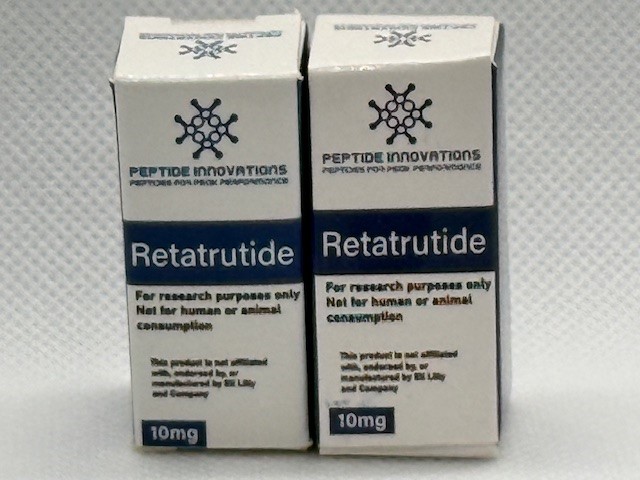 PEPTIDE INNOVATIONS
PEPTIDES FOR PEAK PERFORMANCE
Retatrutide
For research purposes only
Not for human or animal
consumption
This product is not affiliated
with, endorsed by, or
manufactured by Eli Lilly
and Company
10mg
PEPTIDE INNOVATIONS
PEPTIDES FOR PEAK PERFORMANCE
Retatrutide
For research purposes only
Not for human or animal
consumption
This product is not affiliated
with, endorsed by, or
manufactured by Eli Lilly
and Company
10mg